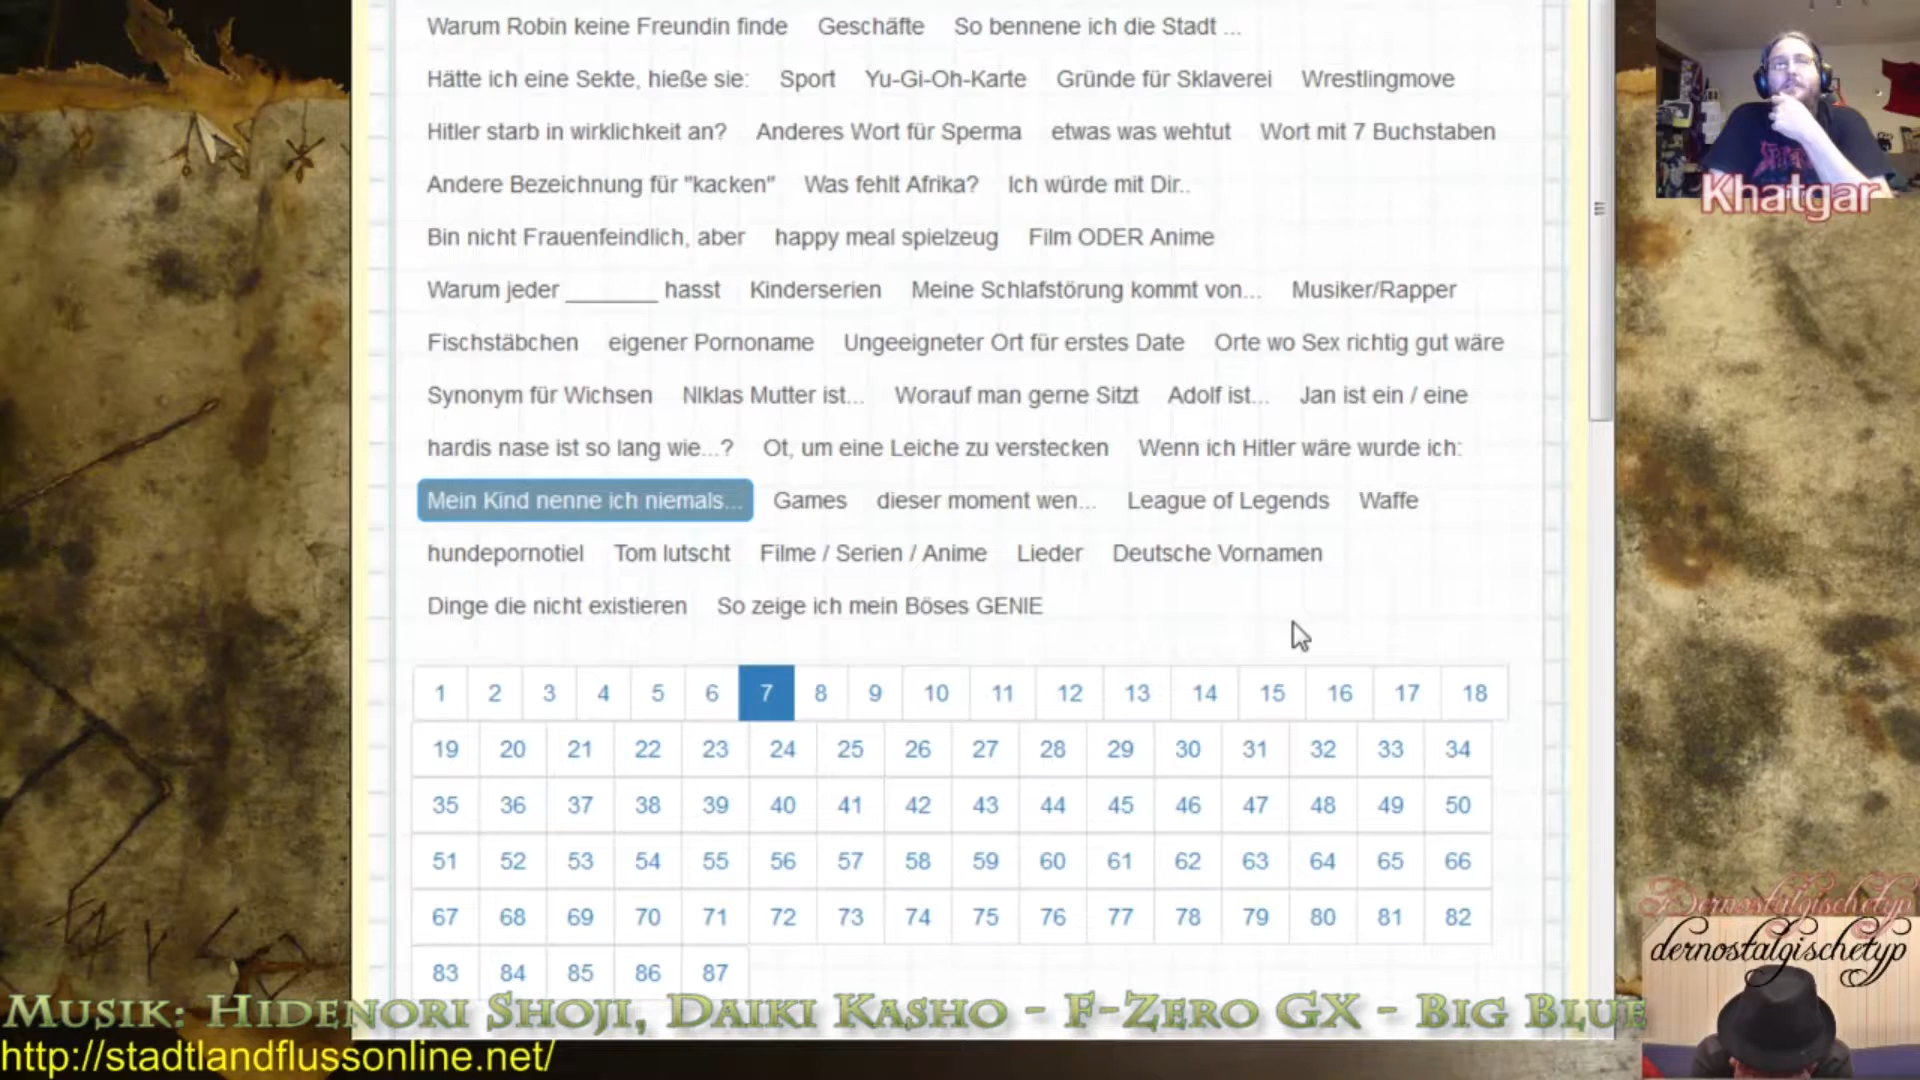 Warum Robin keine Freundin finde Geschäfte So bennene ich die Stadt ...
Hätte ich eine Sekte, hieße sie: Sport Yu-Gi-Oh-Karte Gründe für Sklaverei Wrestlingmove
Hitler starb in wirklichkeit an? Anderes Wort für Sperma etwas was wehtut Wort mit 7 Buchstaben
Andere Bezeichnung für "kacken" Was fehlt Afrika? Ich würde mit Dir..
Bin nicht Frauenfeindlich, aber happy meal spielzeug Film ODER Anime
Warum jeder _______ hasst Kinderserien Meine Schlafstörung kommt von... Musiker/Rapper
Fischstäbchen eigener Pornoname Ungeeigneter Ort für erstes Date Orte wo Sex richtig gut wäre
Synonym für Wichsen NIklas Mutter ist... Worauf man gerne Sitzt Adolf ist... Jan ist ein / eine
hardis nase ist so lang wie...? Ot, um eine Leiche zu verstecken Wenn ich Hitler wäre wurde ich:
Mein Kind nenne ich niemals... Games dieser moment wen... League of Legends Waffe
hundepornotiel Tom lutscht Filme / Serien / Anime Lieder Deutsche Vornamen
Dinge die nicht existieren So zeige ich mein Böses GENIE
1 2 3 4 5 6 7 8 9 10 11 12 13 14 15 16 17 18
19 20 21 22 23 24 25 26 27 28 29 30 31 32 33 34
35 36 37 38 39 40 41 42 43 44 45 46 47 48 49 50
51 52 53 54 55 56 57 58 59 60 61 62 63 64 65 66
67 68 69 70 71 72 73 74 75 76 77 78 79 80 81 82
83 84 85 86 87
Khatgar
Dernostalgischetyp
dernostalgischetyp
Musik: Hidenori Shoji, Daiki Kasho - F-Zero GX - Big Blue
http://stadtlandflussonline.net/